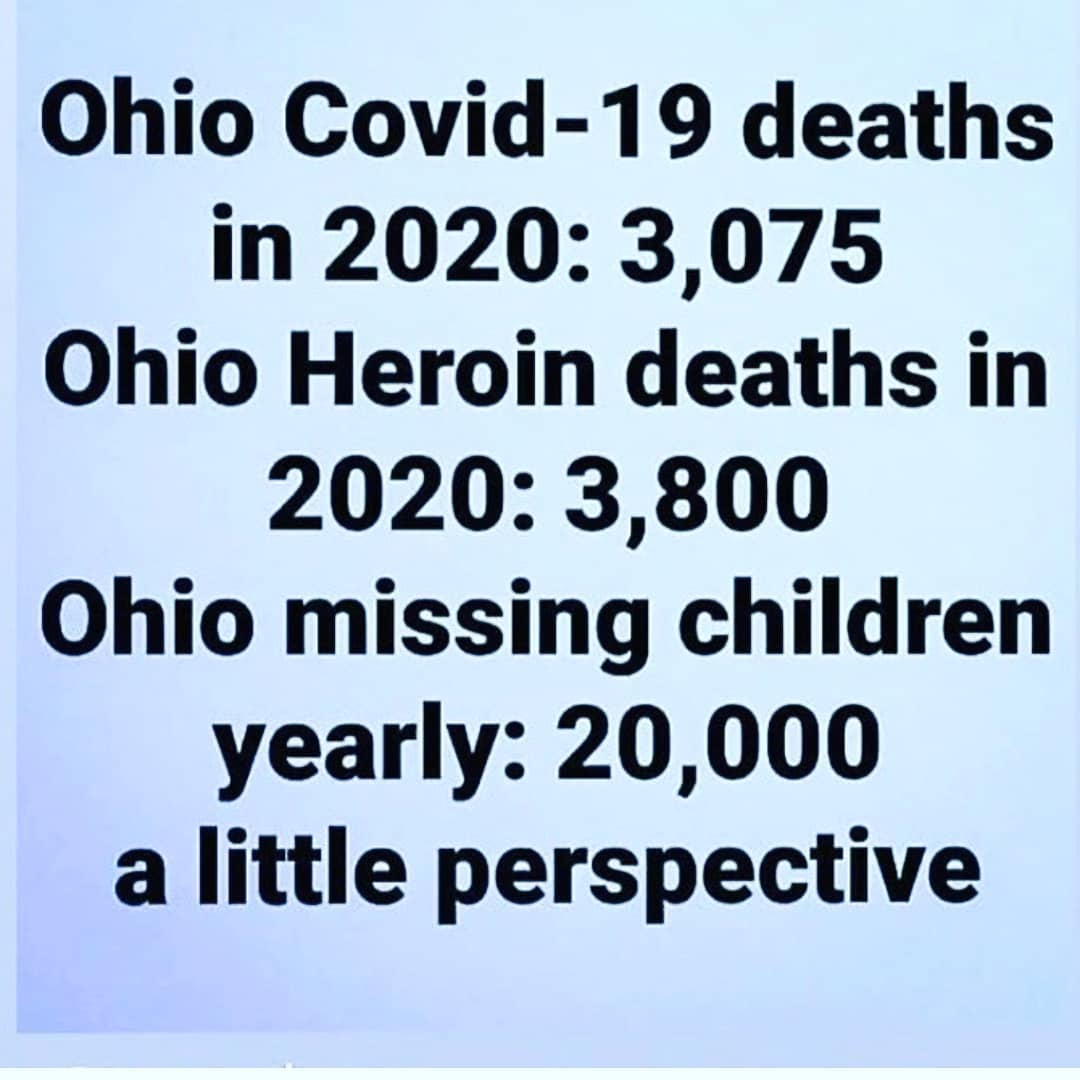 Ohio Covid-19 deaths
in 2020: 3,075
Ohio Heroin deaths in
2020: 3,800
Ohio missing children
yearly: 20,000
a little perspective